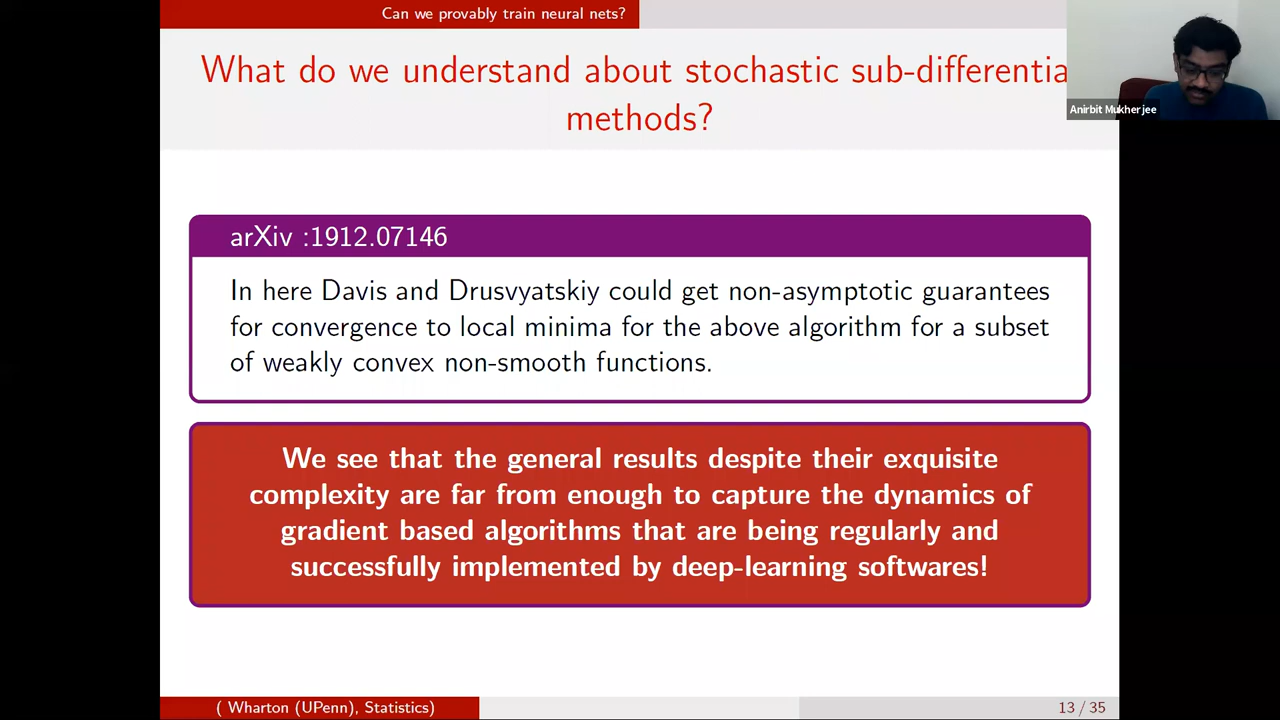 Can we provably train neural nets?
What do we understand about stochastic sub-differentia
methods?
Anirbit Mukherjee
arXiv :1912.07146
In here Davis and Drusvyatskiy could get non-asymptotic guarantees
for convergence to local minima for the above algorithm for a subset
of weakly convex non-smooth functions.
We see that the general results despite their exquisite
complexity are far from enough to capture the dynamics of
gradient based algorithms that are being regularly and
successfully implemented by deep-learning softwares!
( Wharton (UPenn), Statistics)
13 / 35